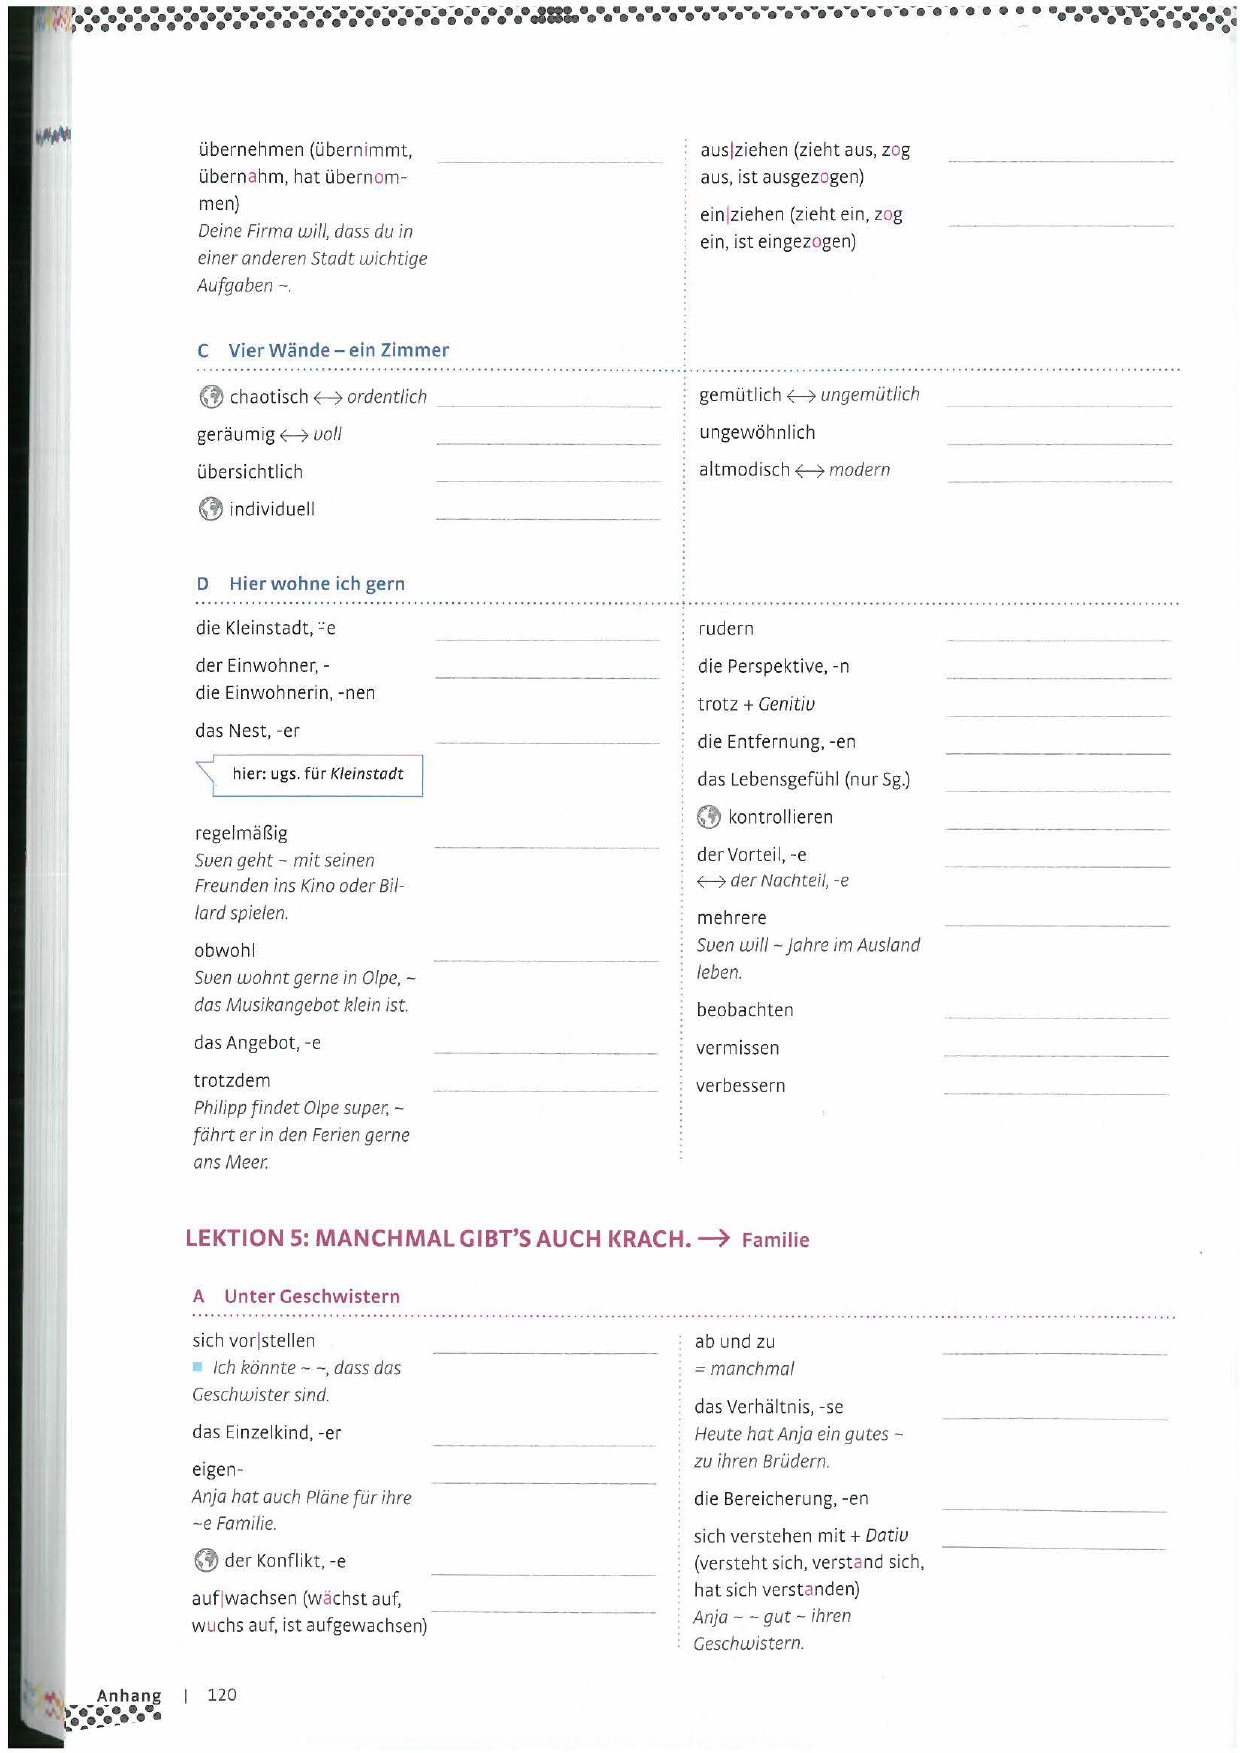 übernehmen (übernimmt,
übernahm, hat übernom-
men)
Deine Firma will, dass du in
einer anderen Stadt wichtige
Aufgaben ~.
aus|ziehen (zieht aus, zog
aus, ist ausgezogen)
ein|ziehen (zieht ein, zog
ein, ist eingezogen)
C Vier Wände – ein Zimmer
chaotisch ↔ ordentlich
geräumig ↔ voll
übersichtlich
individuell
gemütlich ↔ ungemütlich
ungewöhnlich
altmodisch ↔ modern
D Hier wohne ich gern
die Kleinstadt, ¨-e
der Einwohner, -
die Einwohnerin, -nen
das Nest, -er
hier: ugs. für Kleinstadt
regelmäßig
Sven geht ~ mit seinen
Freunden ins Kino oder Bil-
lard spielen.
obwohl
Sven wohnt gerne in Olpe, ~
das Musikangebot klein ist.
das Angebot, -e
trotzdem
Philipp findet Olpe super, ~
fährt er in den Ferien gerne
ans Meer.
rudern
die Perspektive, -n
trotz + Genitiv
die Entfernung, -en
das Lebensgefühl (nur Sg.)
kontrollieren
der Vorteil, -e
↔ der Nachteil, -e
mehrere
Sven will ~ Jahre im Ausland
leben.
beobachten
vermissen
verbessern
LEKTION 5: MANCHMAL GIBT'S AUCH KRACH. → Familie
A Unter Geschwistern
sich vor|stellen
Ich könnte ~ ~, dass das
Geschwister sind.
das Einzelkind, -er
eigen-
Anja hat auch Pläne für ihre
~e Familie.
der Konflikt, -e
auf|wachsen (wächst auf,
wuchs auf, ist aufgewachsen)
ab und zu
= manchmal
das Verhältnis, -se
Heute hat Anja ein gutes ~
zu ihren Brüdern.
die Bereicherung, -en
sich verstehen mit + Dativ
(versteht sich, verstand sich,
hat sich verstanden)
Anja ~ ~ gut ~ ihren
Geschwistern.
Anhang | 120